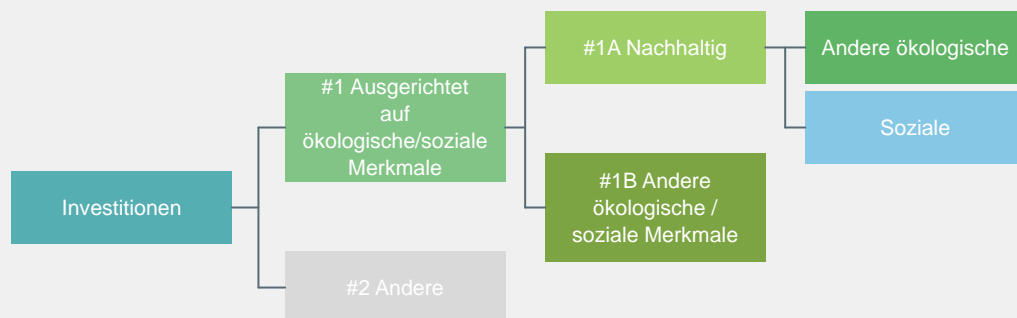 Investitionen
#1 Ausgerichtet
auf
ökologische/soziale
Merkmale
#2 Andere
#1A Nachhaltig
#1B Andere
ökologische /
soziale Merkmale
Andere ökologische
Soziale